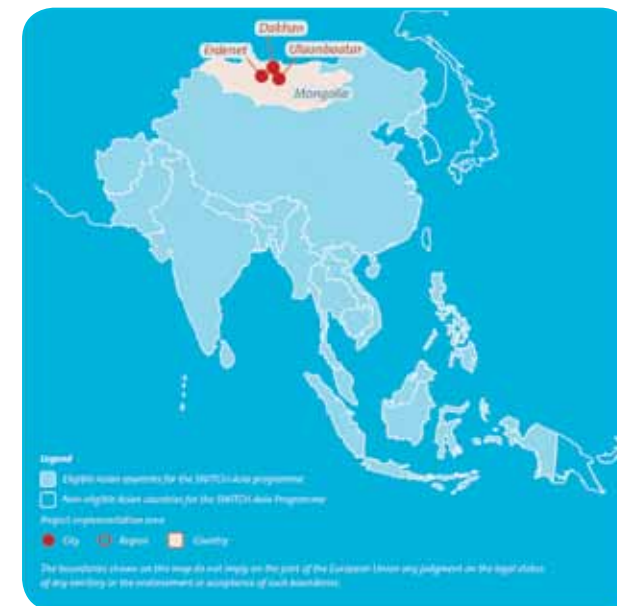 Darkhan
Erdenet
Ulaanbaatar
Mongolia
Legend
Eligible Asian countries for the SWITCH-Asia programme
Non-eligible Asian countries for the SWITCH-Asia Programme
Project implementation area
City
Region
Country
The boundaries shown on this map do not imply on the part of the European Union any judgment on the legal status
of any territory or the endorsement or acceptance of such boundaries.